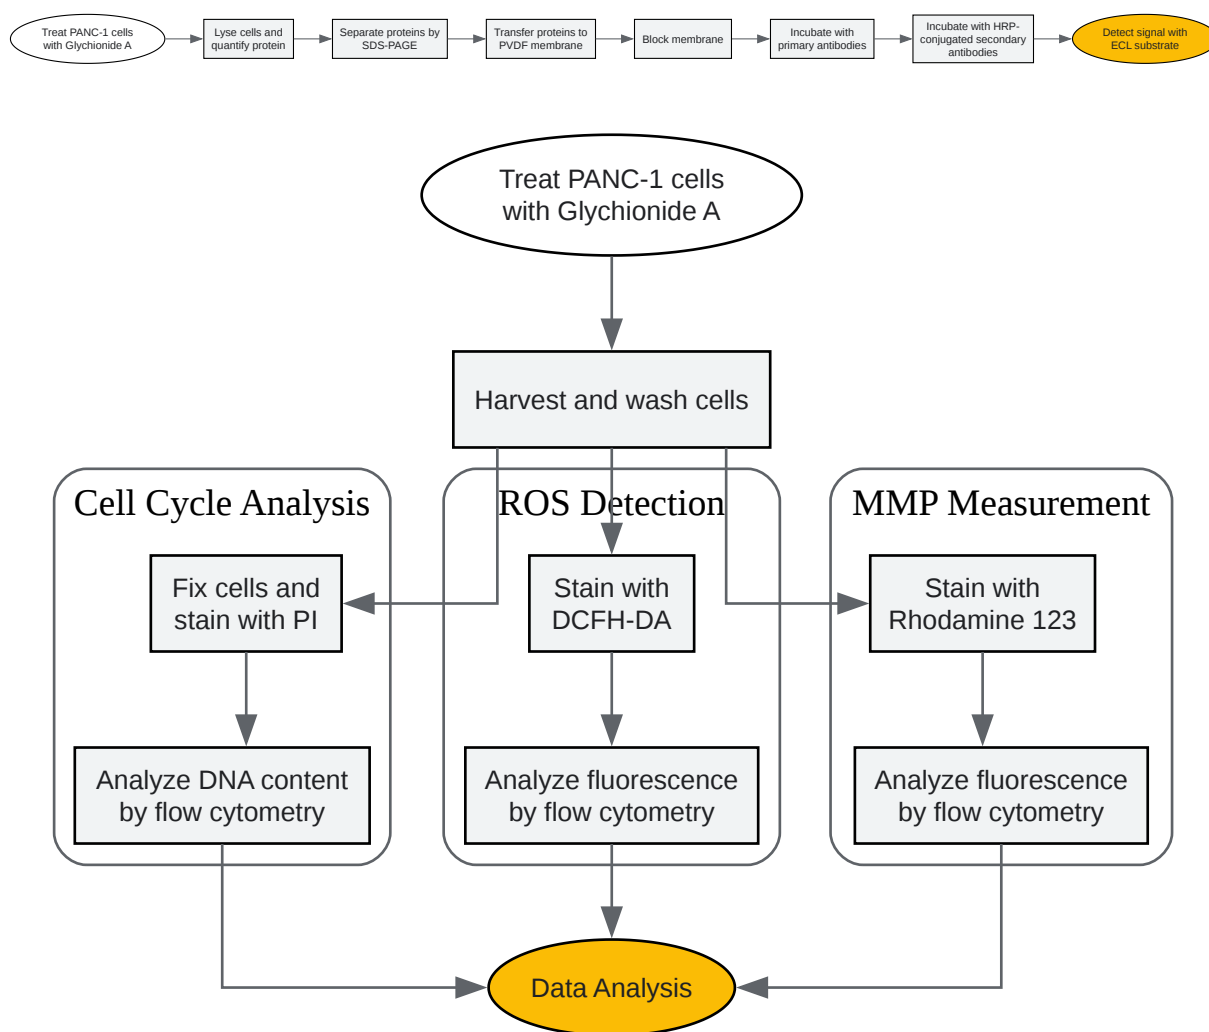 Treat PANC-1 cells
with Glychionide A
Lyse cells and
quantify protein
Separate proteins by
SDS-PAGE
Transfer proteins to
PVDF membrane
Block membrane
Incubate with
primary antibodies
Incubate with HRP-
conjugated secondary
antibodies
Detect signal with
ECL substrate
Treat PANC-1 cells
with Glychionide A
Harvest and wash cells
Cell Cycle Analysis
Fix cells and
stain with PI
Analyze DNA content
by flow cytometry
ROS Detection
Stain with
DCFH-DA
Analyze fluorescence
by flow cytometry
MMP Measurement
Stain with
Rhodamine 123
Analyze fluorescence
by flow cytometry
Data Analysis